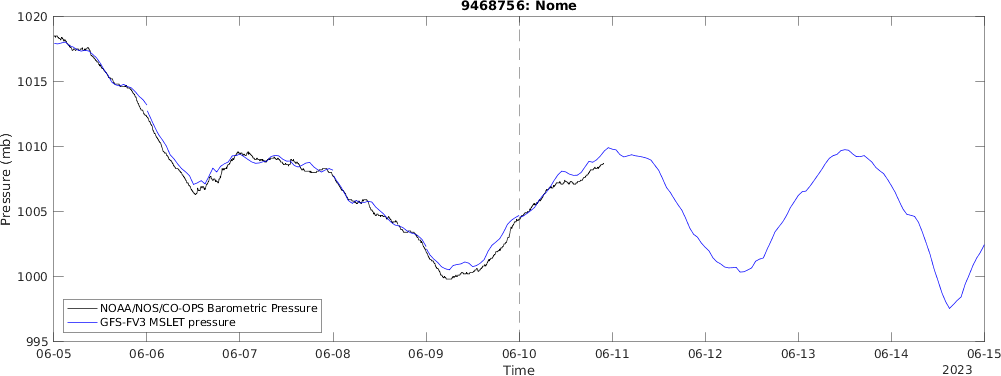 9468756: Nome
1020
1015
1010
1005
1000
995
Pressure (mb)
NOAA/NOS/CO-OPS Barometric Pressure
GFS-FV3 MSLET pressure
06-05 06-06 06-07 06-08 06-09 06-10 06-11 06-12 06-13 06-14 06-15
Time
2023